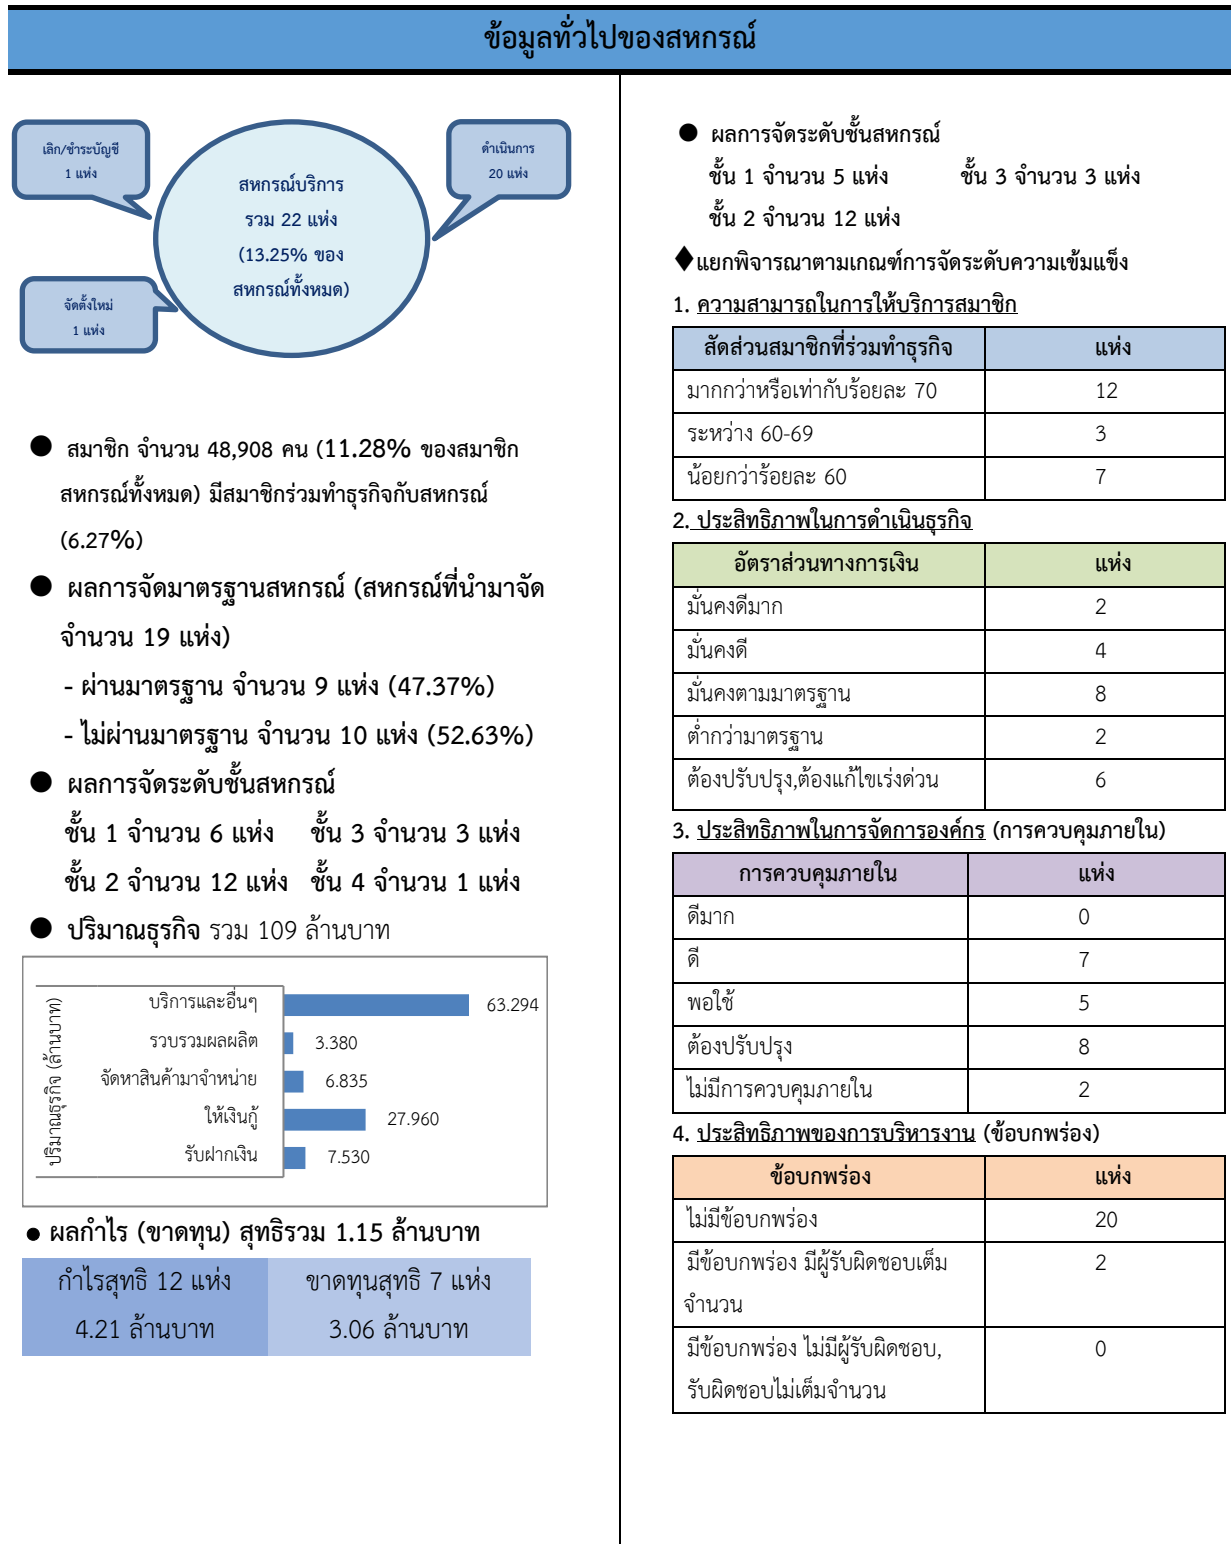 ข้อมูลทั่วไปของสหกรณ์
เลิก/ชำระบัญชี
1 แห่ง
ดำเนินการ
20 แห่ง
สหกรณ์บริการ
รวม 22 แห่ง
(13.25% ของ
สหกรณ์ทั้งหมด)
จัดตั้งใหม่
1 แห่ง
● สมาชิก จำนวน 48,908 คน (11.28% ของสมาชิก
สหกรณ์ทั้งหมด) มีสมาชิกร่วมทำธุรกิจกับสหกรณ์
(6.27%)
● ผลการจัดมาตรฐานสหกรณ์ (สหกรณ์ที่นำมาจัด
จำนวน 19 แห่ง)
- ผ่านมาตรฐาน จำนวน 9 แห่ง (47.37%)
- ไม่ผ่านมาตรฐาน จำนวน 10 แห่ง (52.63%)
● ผลการจัดระดับชั้นสหกรณ์
ชั้น 1 จำนวน 6 แห่ง ชั้น 3 จำนวน 3 แห่ง
ชั้น 2 จำนวน 12 แห่ง ชั้น 4 จำนวน 1 แห่ง
● ปริมาณธุรกิจ รวม 109 ล้านบาท
ปริมาณธุรกิจ (ล้านบาท)
บริการและอื่นๆ 63.294
รวบรวมผลผลิต 3.380
จัดหาสินค้ามาจำหน่าย 6.835
ให้เงินกู้ 27.960
รับฝากเงิน 7.530
● ผลกำไร (ขาดทุน) สุทธิรวม 1.15 ล้านบาท
กำไรสุทธิ 12 แห่ง ขาดทุนสุทธิ 7 แห่ง
4.21 ล้านบาท 3.06 ล้านบาท
● ผลการจัดระดับชั้นสหกรณ์
ชั้น 1 จำนวน 5 แห่ง ชั้น 3 จำนวน 3 แห่ง
ชั้น 2 จำนวน 12 แห่ง
♦แยกพิจารณาตามเกณฑ์การจัดระดับความเข้มแข็ง
1. ความสามารถในการให้บริการสมาชิก
สัดส่วนสมาชิกที่ร่วมทำธุรกิจ แห่ง
มากกว่าหรือเท่ากับร้อยละ 70 12
ระหว่าง 60-69 3
น้อยกว่าร้อยละ 60 7
2. ประสิทธิภาพในการดำเนินธุรกิจ
อัตราส่วนทางการเงิน แห่ง
มั่นคงดีมาก 2
มั่นคงดี 4
มั่นคงตามมาตรฐาน 8
ต่ำกว่ามาตรฐาน 2
ต้องปรับปรุง,ต้องแก้ไขเร่งด่วน 6
3. ประสิทธิภาพในการจัดการองค์กร (การควบคุมภายใน)
การควบคุมภายใน แห่ง
ดีมาก 0
ดี 7
พอใช้ 5
ต้องปรับปรุง 8
ไม่มีการควบคุมภายใน 2
4. ประสิทธิภาพของการบริหารงาน (ข้อบกพร่อง)
ข้อบกพร่อง แห่ง
ไม่มีข้อบกพร่อง 20
มีข้อบกพร่อง มีผู้รับผิดชอบเต็ม 2
จำนวน
มีข้อบกพร่อง ไม่มีผู้รับผิดชอบ, 0
รับผิดชอบไม่เต็มจำนวน